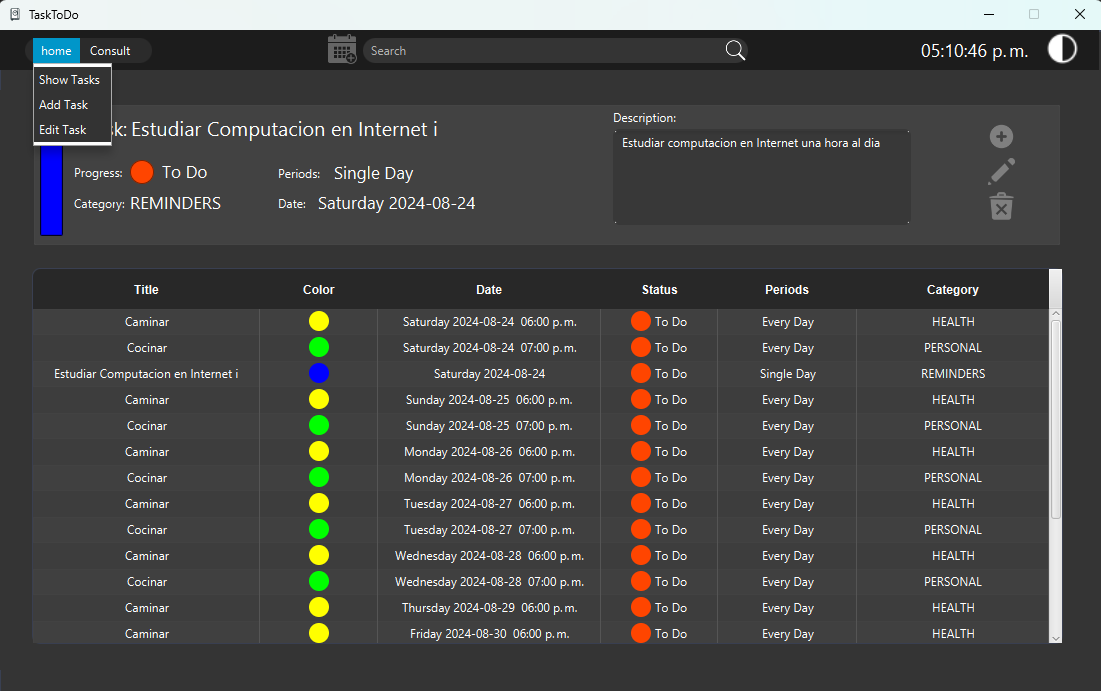 TaskToDo
home Consult Search 05:10:46 p. m.
Show Tasks
Add Task
Edit Task
k: Estudiar Computacion en Internet i
Progress: To Do Periods: Single Day
Category: REMINDERS Date: Saturday 2024-08-24
Description:
Estudiar computacion en Internet una hora al dia
Title Color Date Status Periods Category
Caminar Saturday 2024-08-24 06:00 p. m. To Do Every Day HEALTH
Cocinar Saturday 2024-08-24 07:00 p. m. To Do Every Day PERSONAL
Estudiar Computacion en Internet i Saturday 2024-08-24 To Do Single Day REMINDERS
Caminar Sunday 2024-08-25 06:00 p. m. To Do Every Day HEALTH
Cocinar Sunday 2024-08-25 07:00 p. m. To Do Every Day PERSONAL
Caminar Monday 2024-08-26 06:00 p. m. To Do Every Day HEALTH
Cocinar Monday 2024-08-26 07:00 p. m. To Do Every Day PERSONAL
Caminar Tuesday 2024-08-27 06:00 p. m. To Do Every Day HEALTH
Cocinar Tuesday 2024-08-27 07:00 p. m. To Do Every Day PERSONAL
Caminar Wednesday 2024-08-28 06:00 p. m. To Do Every Day HEALTH
Cocinar Wednesday 2024-08-28 07:00 p. m. To Do Every Day PERSONAL
Caminar Thursday 2024-08-29 06:00 p. m. To Do Every Day HEALTH
Caminar Friday 2024-08-30 06:00 p. m. To Do Every Day HEALTH